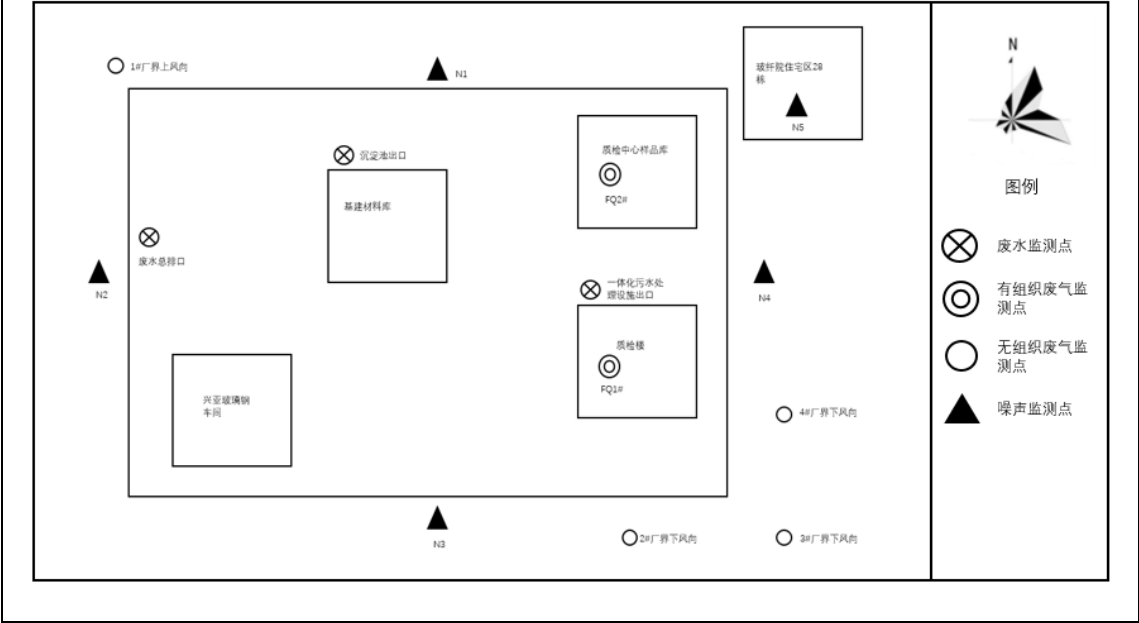 1#厂界上风向
N1
玻纤院住宅区28
栋
N5
N
沉淀池出口
质检中心样品库
FQ2#
基建材料库
图例
废水总排口
N2
一体化污水处
理设施出口
N4
废水监测点
有组织废气监
测点
质检楼
FQ1#
无组织废气监
测点
兴亚玻璃钢
车间
4#厂界下风向
噪声监测点
N3
2#厂界下风向
3#厂界下风向